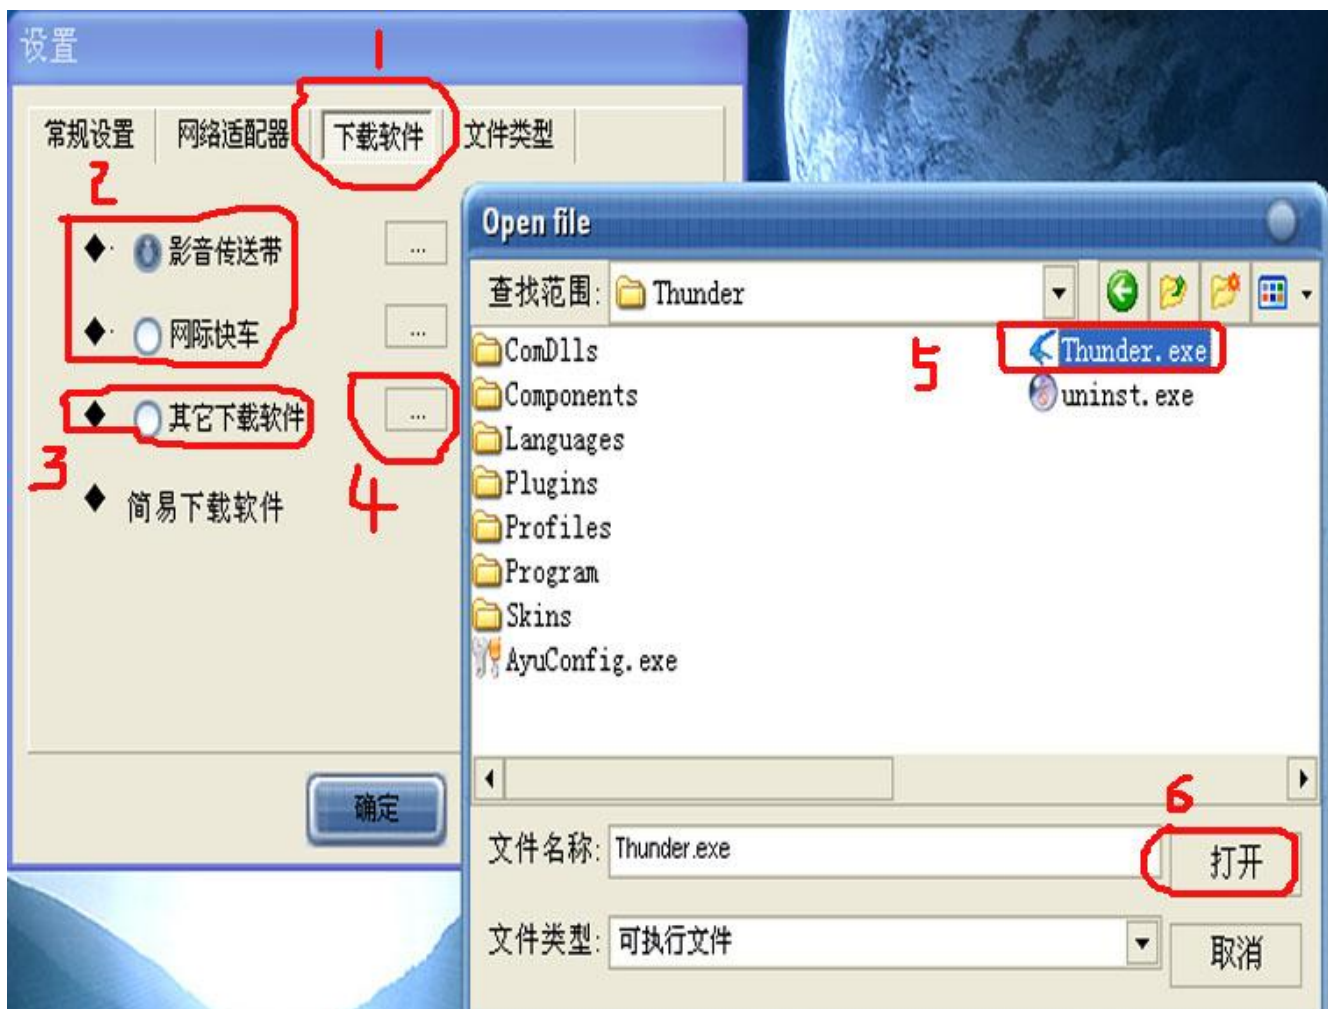 设置
1
常规设置 网络适配器 下载软件 文件类型
2
影音传送带 ...
网际快车 ...
其它下载软件 ...
3
4
简易下载软件
确定
Open file
查找范围: Thunder
ComDlls
Components
Languages
Plugins
Profiles
Program
Skins
AyuConfig.exe
5
Thunder.exe
uninst.exe
6
文件名称: Thunder.exe 打开
文件类型: 可执行文件 取消